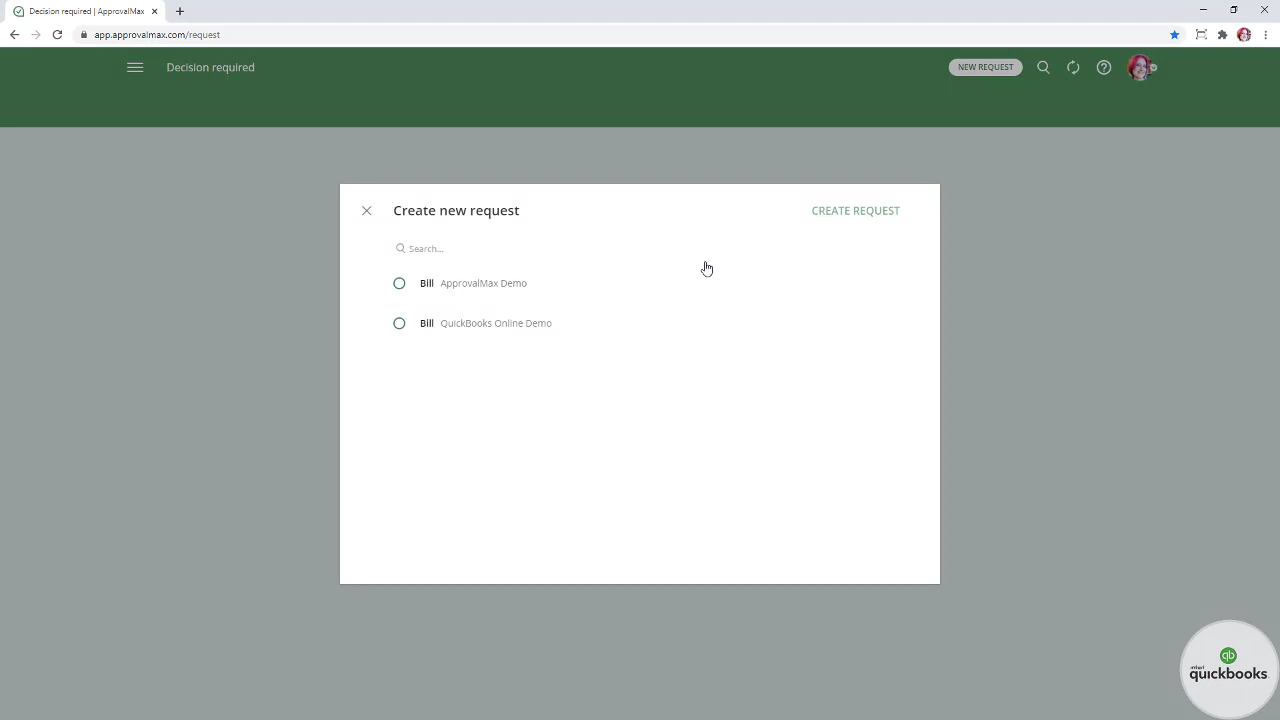 Decision required | ApprovalMax
app.approvalmax.com/request
Decision required
NEW REQUEST
Create new request
CREATE REQUEST
Search...
Bill ApprovalMax Demo
Bill QuickBooks Online Demo
qb
intuit
quickbooks